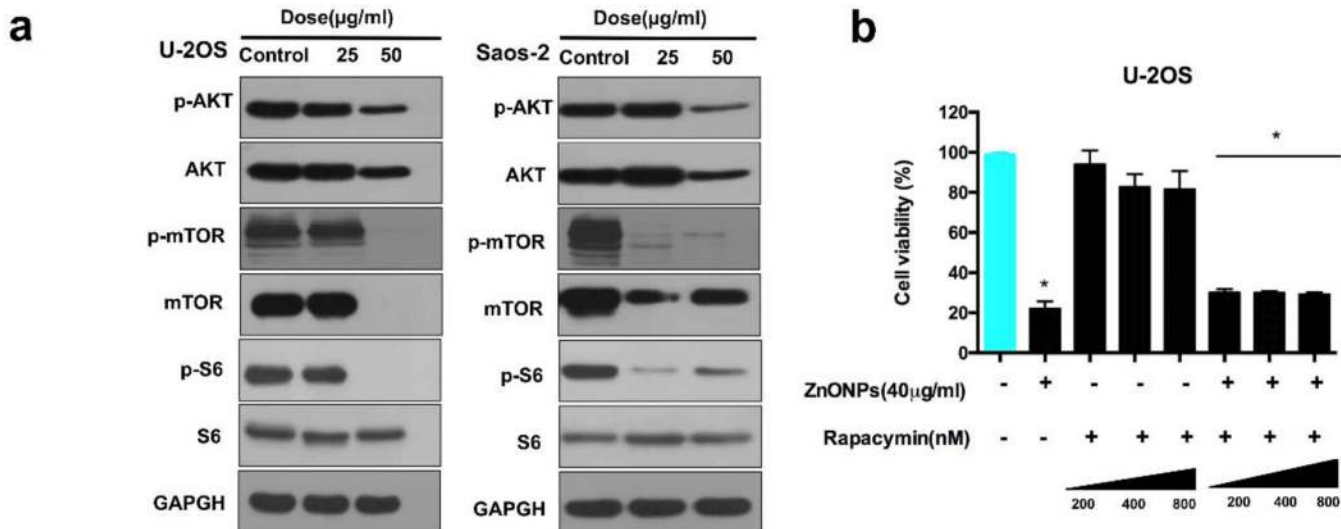 a
Dose(μg/ml)
U-2OS Control 25 50
p-AKT
AKT
p-mTOR
mTOR
p-S6
S6
GAPGH
Dose(μg/ml)
Saos-2 Control 25 50
p-AKT
AKT
p-mTOR
mTOR
p-S6
S6
GAPGH
b
U-2OS
Cell viability (%)
120
100
80
60
40
20
0
*
*
ZnONPs(40μg/ml) - + - - - + + +
Rapacymin(nM) - - + + + + + +
200 400 800 200 400 800